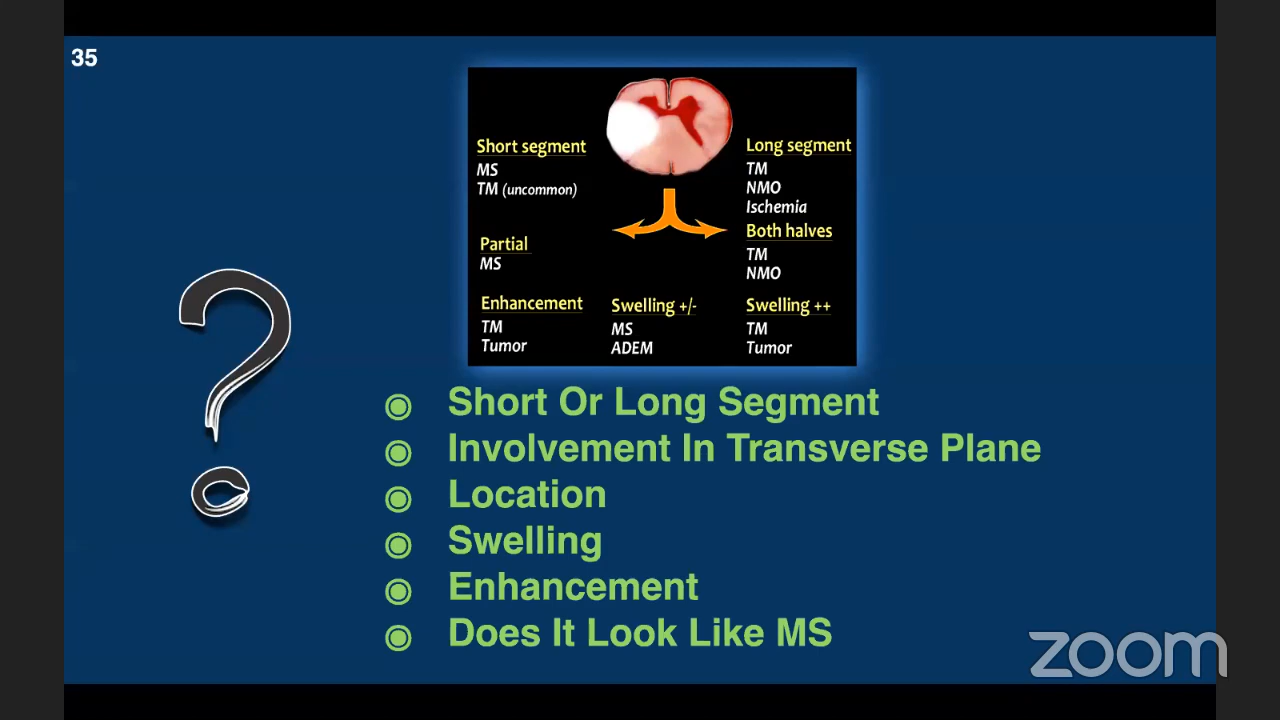 35
Short segment
MS
TM (uncommon)
Long segment
TM
NMO
Ischemia
Partial
MS
Both halves
TM
NMO
Enhancement
TM
Tumor
Swelling +/-
MS
ADEM
Swelling ++
TM
Tumor
?
Short Or Long Segment
Involvement In Transverse Plane
Location
Swelling
Enhancement
Does It Look Like MS
zoom